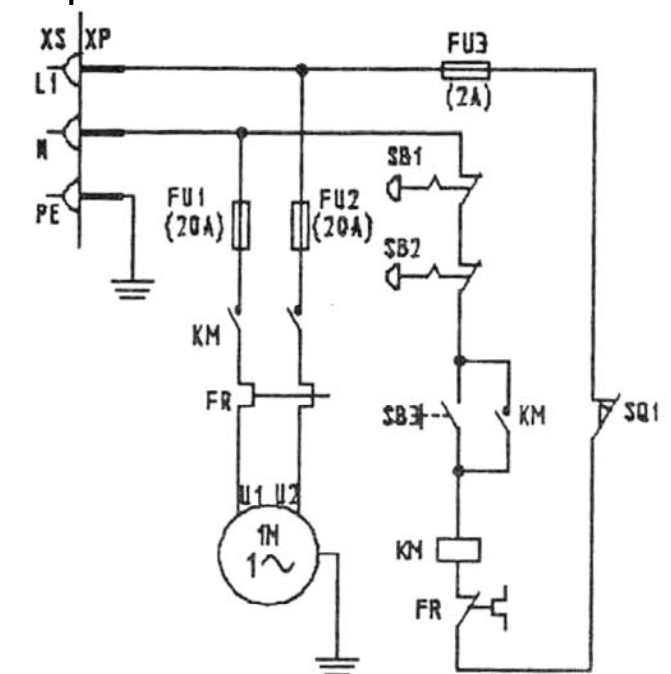 XS XP
FU3
L1
(2A)
N
SB1
FU1
FU2
PE
(20A)
(20A)
SB2
KM
FR
SB3
KM
SQ1
U1 U2
1M
1~
KM
FR